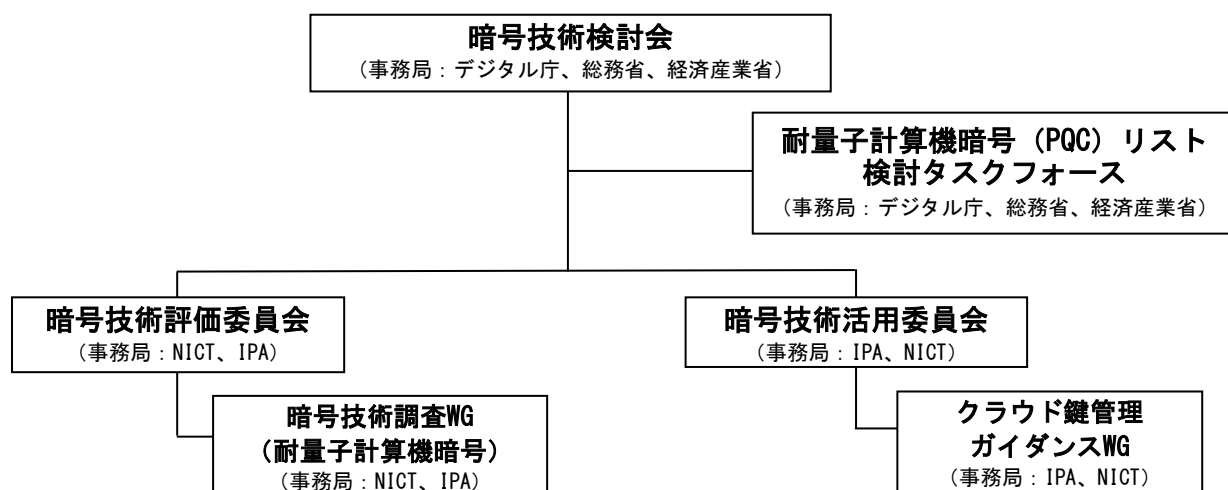 暗号技術検討会
（事務局：デジタル庁、総務省、経済産業省）
耐量子計算機暗号（PQC）リスト
検討タスクフォース
（事務局：デジタル庁、総務省、経済産業省）
暗号技術評価委員会
（事務局：NICT、IPA）
暗号技術活用委員会
（事務局：IPA、NICT）
暗号技術調査WG
（耐量子計算機暗号）
（事務局：NICT、IPA）
クラウド鍵管理
ガイダンスWG
（事務局：IPA、NICT）